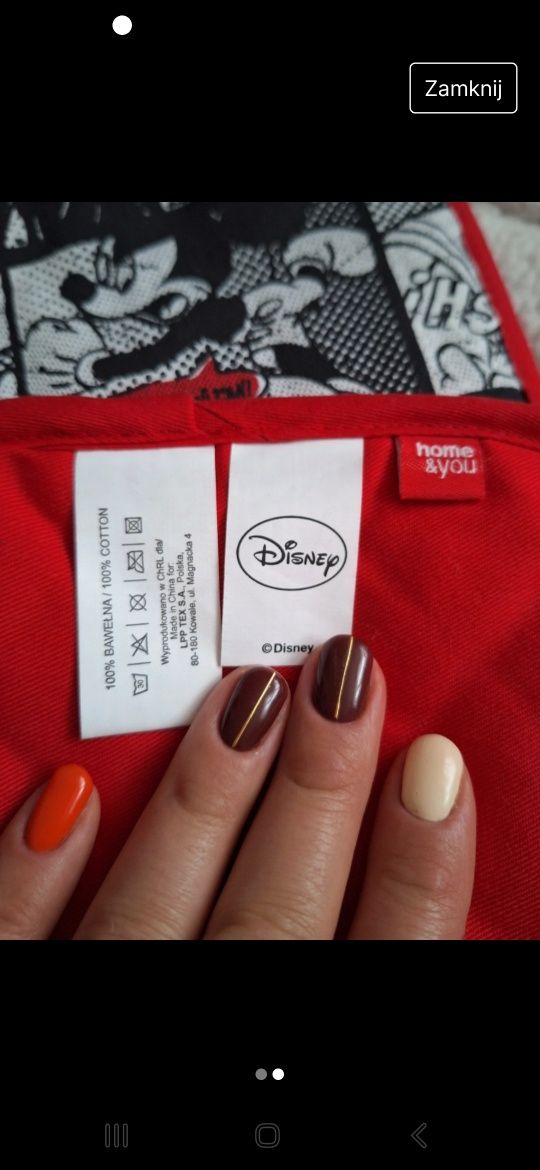 Zamknij
home
&you
100% BAWEŁNA / 100% COTTON
30
Wyprodukowano w ChRL dla/
Made in China for:
LPP TEX S.A., Polska,
80-180 Kowale, ul. Magnacka 4
Disney
©Disney